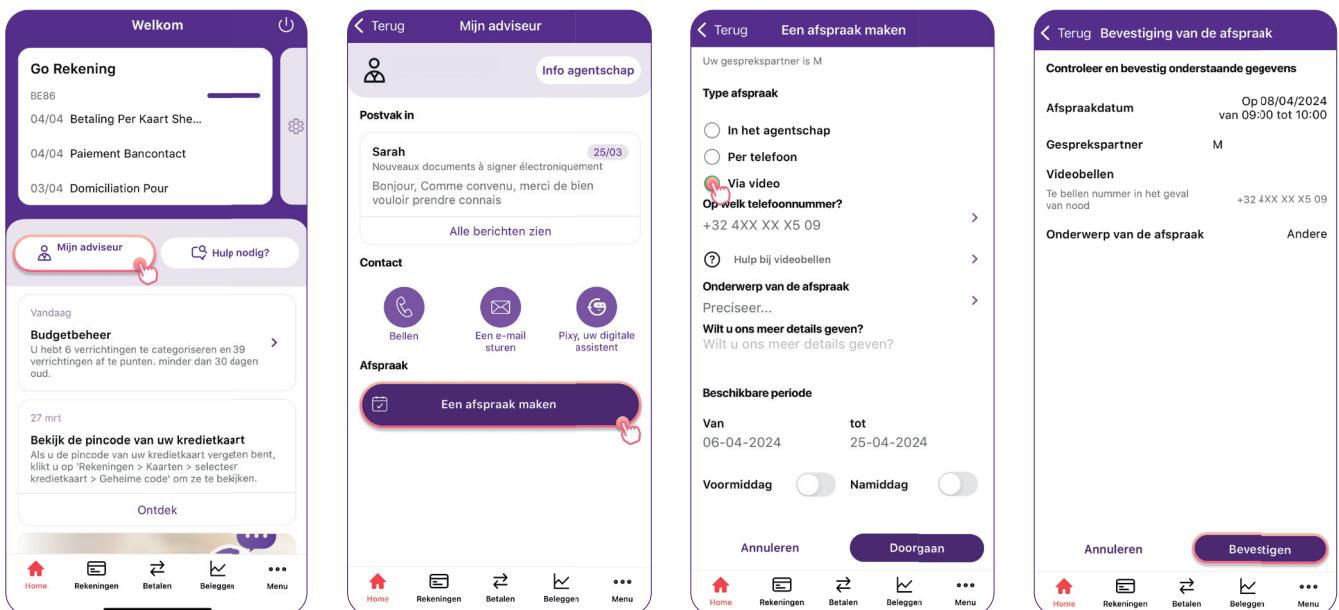 Welkom
Go Rekening
BE86
04/04 Betaling Per Kaart She...
04/04 Paiement Bancontact
03/04 Domiciliation Pour
Mijn adviseur
Hulp nodig?
Vandaag
Budgetbeheer
U hebt 6 verrichtingen te categoriseren en 39
verrichtingen af te punten. minder dan 30 dagen
oud.
27 mrt
Bekijk de pincode van uw kredietkaart
Als u de pincode van uw kredietkaart vergeten bent,
klikt u op 'Rekeningen > Kaarten > selecteer
kredietkaart > Geheime code' om ze te bekijken.
Ontdek
Home Rekeningen Betalen Beleggen Menu
Terug Mijn adviseur
Info agentschap
Postvak in
Sarah 25/03
Nouveaux documents à signer électroniquement
Bonjour, Comme convenu, merci de bien
vouloir prendre connais
Alle berichten zien
Contact
Bellen
Een e-mail
sturen
Pixy, uw digitale
assistent
Afspraak
Een afspraak maken
Home Rekeningen Betalen Beleggen Menu
Terug Een afspraak maken
Uw gesprekspartner is M
Type afspraak
In het agentschap
Per telefoon
Via video
Op welk telefoonnummer?
+32 4XX XX X5 09
Hulp bij videobellen
Onderwerp van de afspraak
Preciseer...
Wilt u ons meer details geven?
Wilt u ons meer details geven?
Beschikbare periode
Van tot
06-04-2024 25-04-2024
Voormiddag Namiddag
Annuleren Doorgaan
Home Rekeningen Betalen Beleggen Menu
Terug Bevestiging van de afspraak
Controleer en bevestig onderstaande gegevens
Afspraakdatum Op 08/04/2024
van 09:00 tot 10:00
Gesprekspartner M
Videobellen
Te bellen nummer in het geval
van nood
+32 4XX XX X5 09
Onderwerp van de afspraak Andere
Annuleren Bevestigen
Home Rekeningen Betalen Beleggen Menu